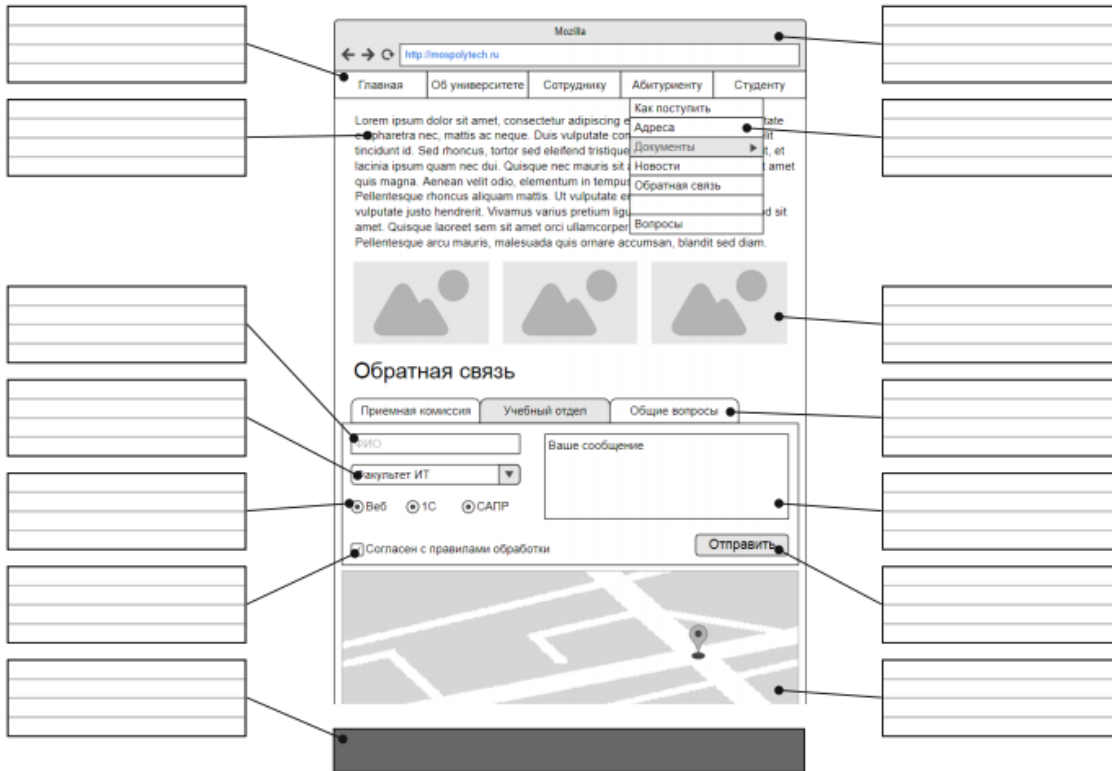 Mozilla
http://mospolytech.ru
Главная Об университете Сотруднику Абитуриенту Студенту
Как поступить
Lorem ipsum dolor sit amet, consectetur adipiscing
Адреса
pharetra nec, mattis ac neque. Duis vulputate
tincidunt id. Sed rhoncus, tortor sed eleifend tristique
Документы
et
lacinia ipsum quam nec dui. Quisque nec mauris sit
Новости
amet
quis magna. Aenean velit odio, elementum in
Обратная связь
Pellentesque rhoncus aliquam mattis. Ut vulputate
vulputate justo hendrerit. Vivamus varius pretium
sit
amet. Quisque laoreet sem sit amet orci
Вопросы
Pellentesque arcu mauris, malesuada quis ornare accumsan, blandit sed diam.
Обратная связь
Приемная комиссия Учебный отдел Общие вопросы
ФИО
Ваше сообщение
Факультет ИТ
Веб 1С САПР
Согласен с правилами обработки
Отправить